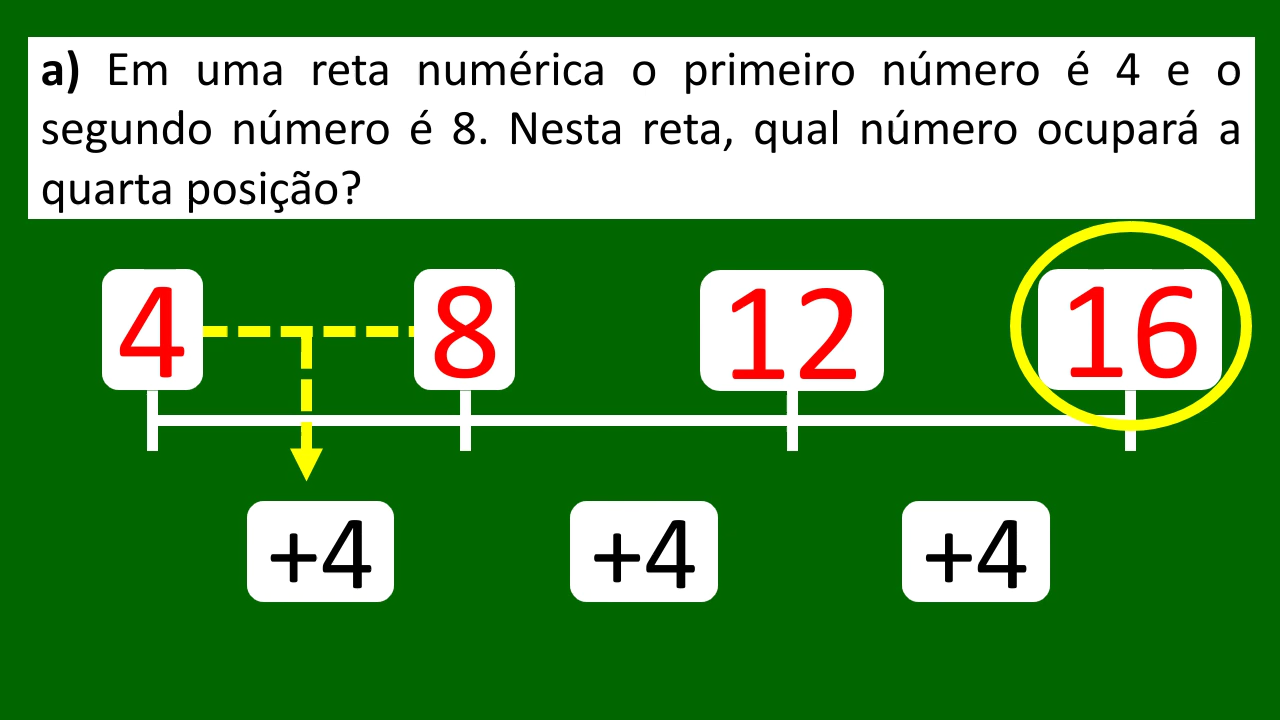 a) Em uma reta numérica o primeiro número é 4 e o
segundo número é 8. Nesta reta, qual número ocupará a
quarta posição?
4 8 12 16
+4 +4 +4